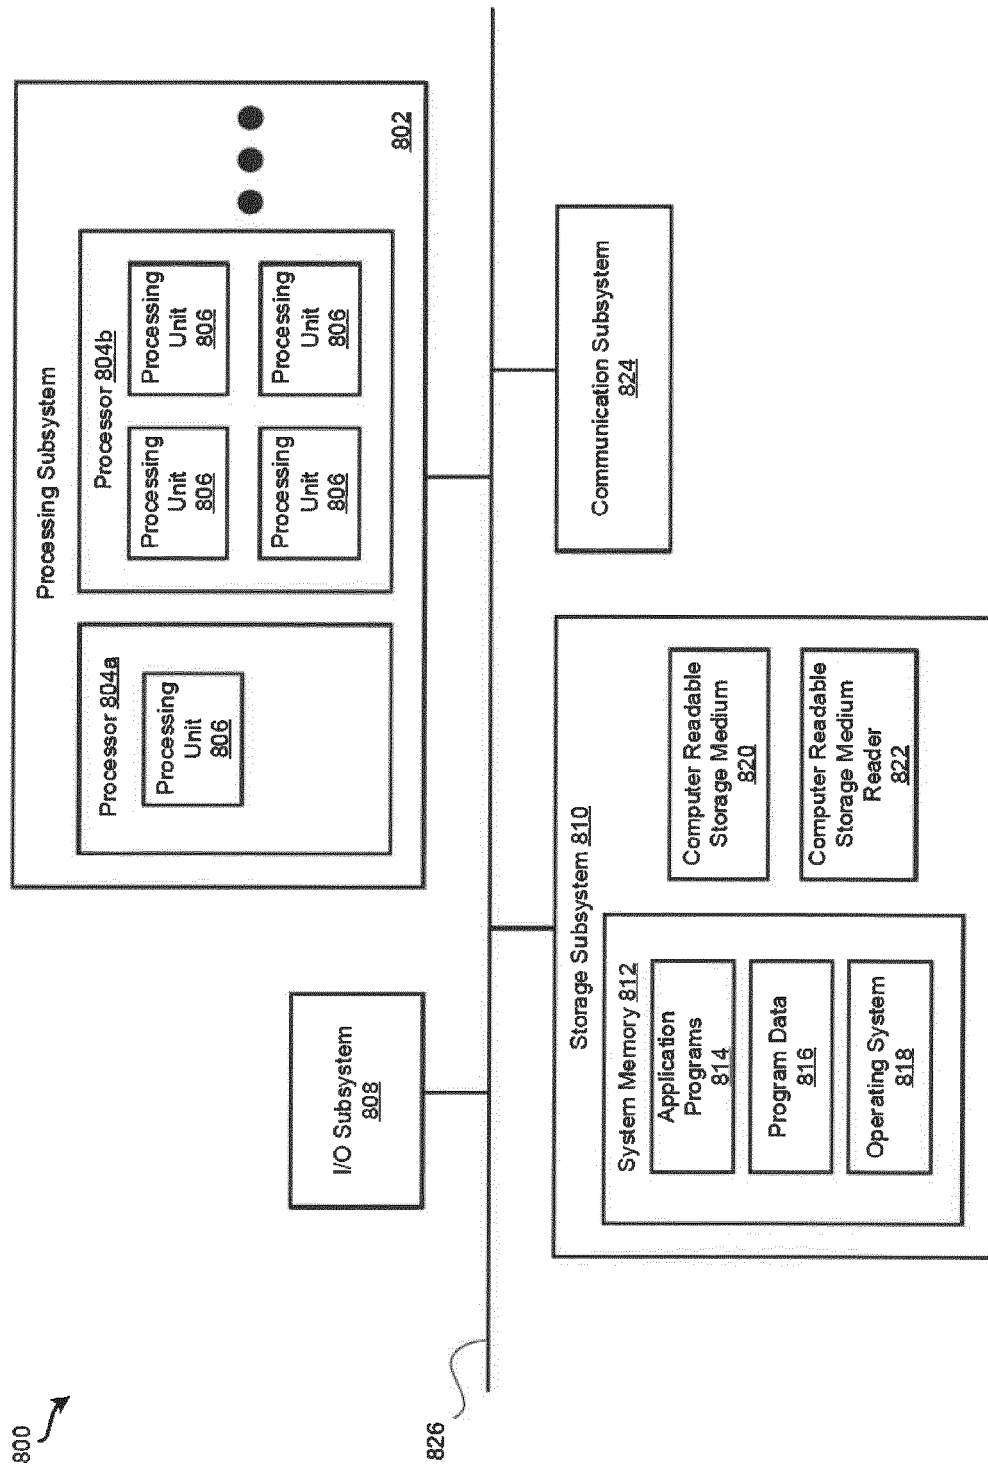 800
Processing Subsystem
Processor 804a
Processing
Unit
806
Processor 804b
Processing
Unit
806
Processing
Unit
806
Processing
Unit
806
Processing
Unit
806
802
I/O Subsystem
808
826
Storage Subsystem 810
System Memory 812
Application
Programs
814
Program Data
816
Operating System
818
Computer Readable
Storage Medium
820
Computer Readable
Storage Medium
Reader
822
Communication Subsystem
824